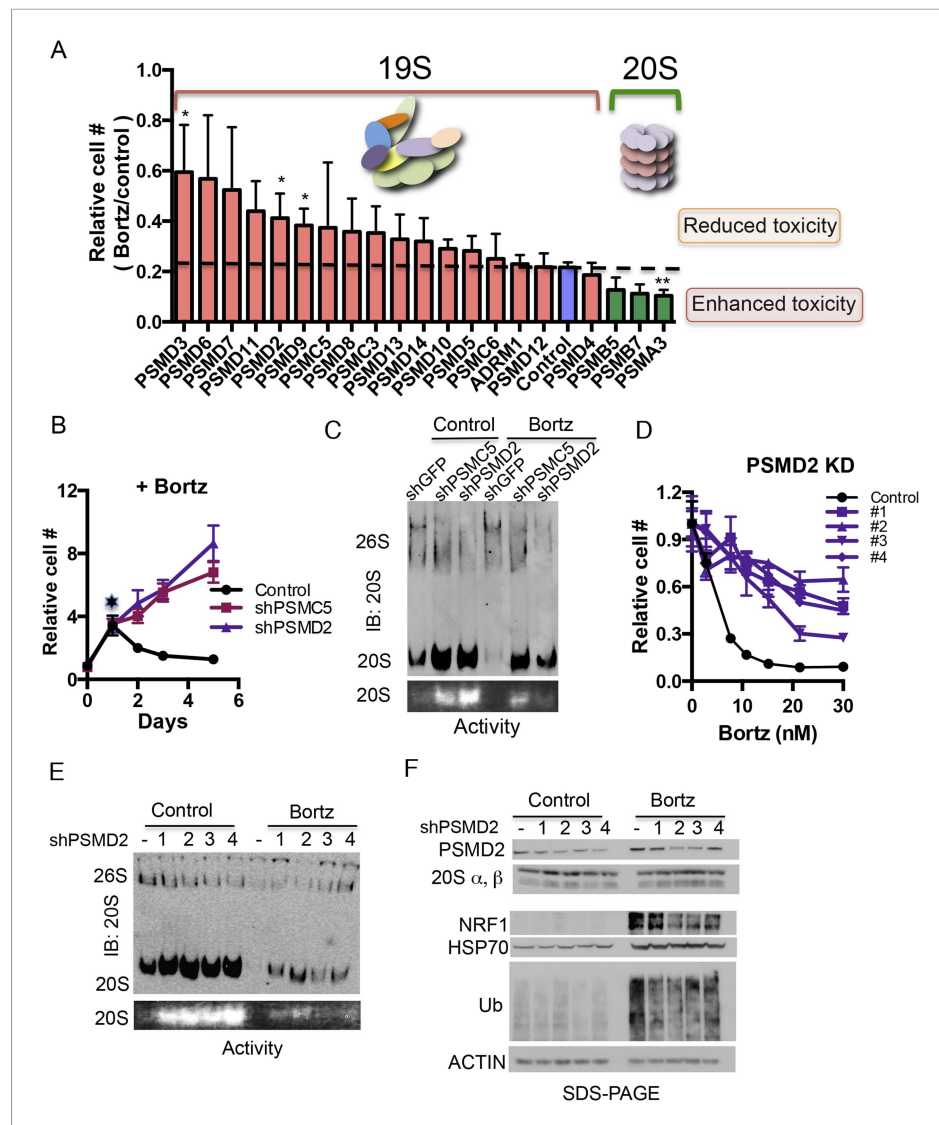 A
19S
20S
Relative cell #
( Bortz/control )
1.0
0.8
0.6
0.4
0.2
0.0
*
*
*
**
Reduced toxicity
Enhanced toxicity
PSMD3
PSMD6
PSMD7
PSMD11
PSMD2
PSMD9
PSMC5
PSMD8
PSMC3
PSMD13
PSMD14
PSMD10
PSMD5
PSMC6
ADRM1
PSMD12
Control
PSMD4
PSMB5
PSMB7
PSMA3
B
+ Bortz
Relative cell #
12
8
4
0
0 2 4 6
Days
Control
shPSMC5
shPSMD2
C
Control Bortz
shGFP
shPSMC5
shPSMD2
shGFP
shPSMC5
shPSMD2
26S
IB: 20S
20S
20S
Activity
D
PSMD2 KD
Relative cell #
1.2
0.9
0.6
0.3
0.0
0 10 20 30
Bortz (nM)
Control
#1
#2
#3
#4
E
Control Bortz
shPSMD2 - 1 2 3 4 - 1 2 3 4
26S
IB: 20S
20S
20S
Activity
F
Control Bortz
shPSMD2 - 1 2 3 4 - 1 2 3 4
PSMD2
20S α, β
NRF1
HSP70
Ub
ACTIN
SDS-PAGE